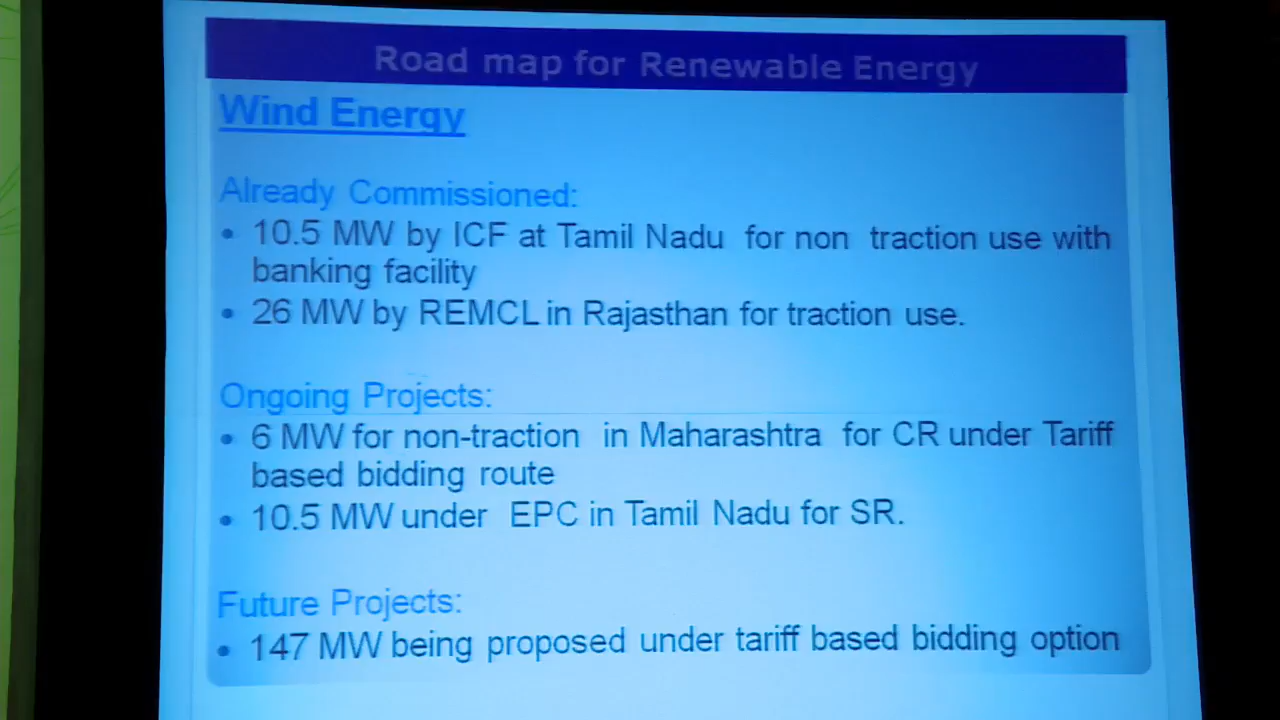 Road map for Renewable Energy
Wind Energy
Already Commissioned:
• 10.5 MW by ICF at Tamil Nadu for non traction use with
banking facility
• 26 MW by REMCL in Rajasthan for traction use.
Ongoing Projects:
• 6 MW for non-traction in Maharashtra for CR under Tariff
based bidding route
• 10.5 MW under EPC in Tamil Nadu for SR.
Future Projects:
• 147 MW being proposed under tariff based bidding option